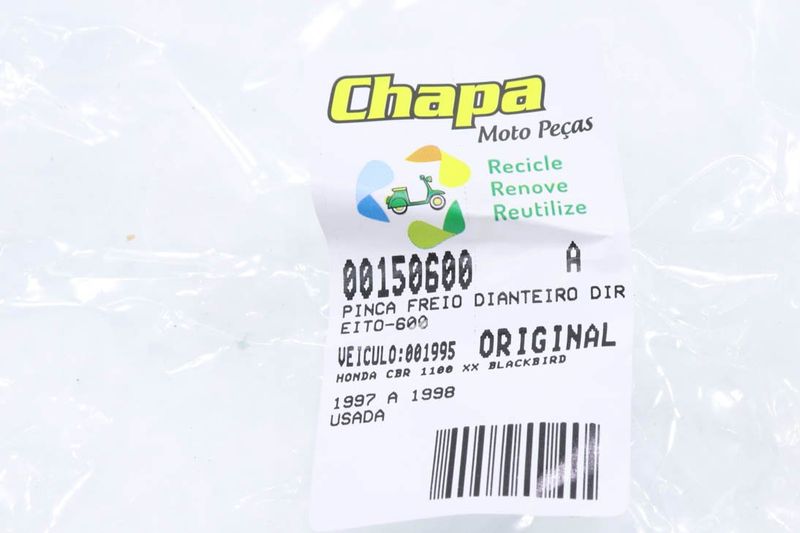 Chapa
Moto Peças
Recicle
Renove
Reutilize
00150600 A
PINCA FREIO DIANTEIRO DIR
EITO-600
VEICULO:001995 ORIGINAL
HONDA CBR 1100 XX BLACKBIRD
1997 A 1998
USADA